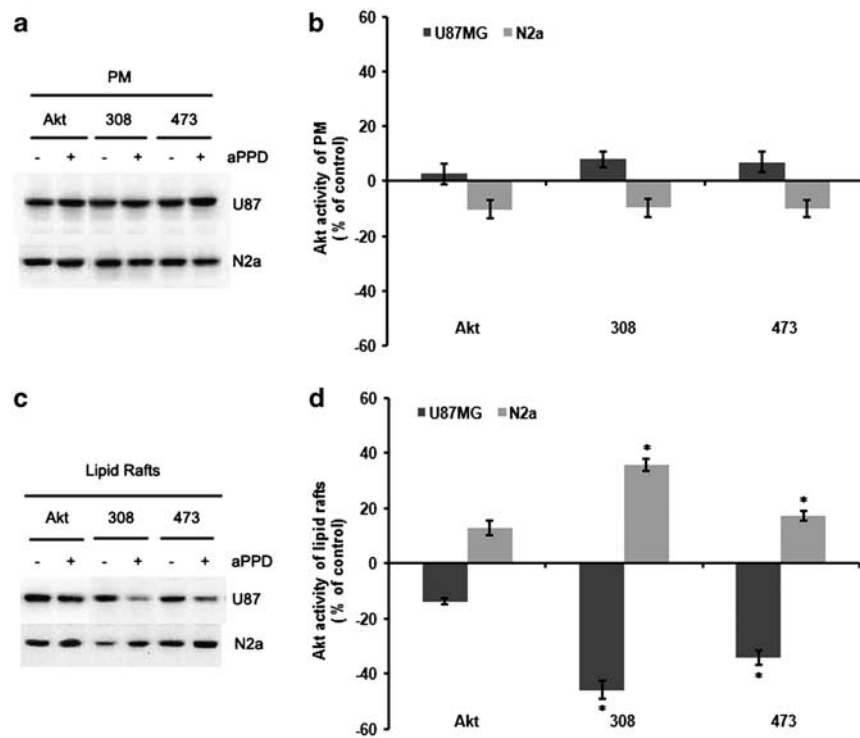 a
PM
Akt 308 473
- + - + - + aPPD
U87
N2a
b
U87MG N2a
Akt activity of PM
( % of control)
60
40
20
0
-20
-40
-60
Akt 308 473
c
Lipid Rafts
Akt 308 473
- + - + - + aPPD
U87
N2a
d
U87MG N2a
Akt activity of lipid rafts
( % of control)
60
40
20
0
-20
-40
-60
* *
* *
Akt 308 473